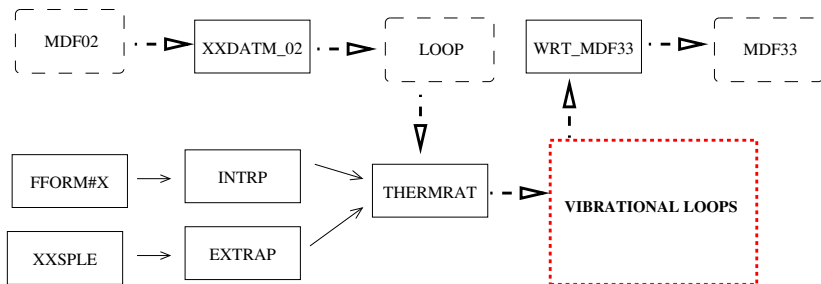 MDF02
XXDATM_02
LOOP
WRT_MDF33
MDF33
FFORM#X
INTRP
THERMRAT
VIBRATIONAL LOOPS
XXSPLE
EXTRAP